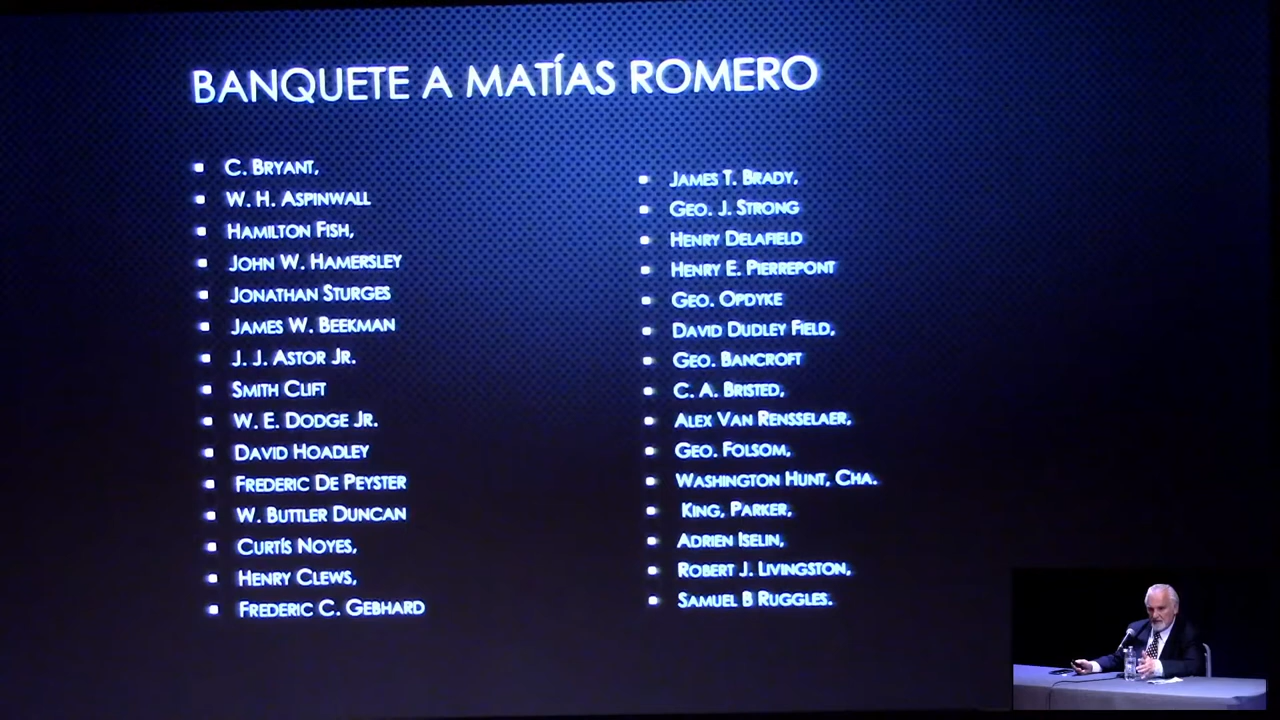 BANQUETE A MATÍAS ROMERO
C. BRYANT,
W. H. ASPINWALL
HAMILTON FISH,
JOHN W. HAMERSLEY
JONATHAN STURGES
JAMES W. BEEKMAN
J. J. ASTOR JR.
SMITH CLIFT
W. E. DODGE JR.
DAVID HOADLEY
FREDERIC DE PEYSTER
W. BUTTLER DUNCAN
CURTÍS NOYES,
HENRY CLEWS,
FREDERIC C. GEBHARD
JAMES T. BRADY,
GEO. J. STRONG
HENRY DELAFIELD
HENRY E. PIERREPONT
GEO. OPDYKE
DAVID DUDLEY FIELD,
GEO. BANCROFT
C. A. BRISTED,
ALEX VAN RENSSELAER,
GEO. FOLSOM,
WASHINGTON HUNT, CHA.
KING, PARKER,
ADRIEN ISELIN,
ROBERT J. LIVINGSTON,
SAMUEL B RUGGLES.